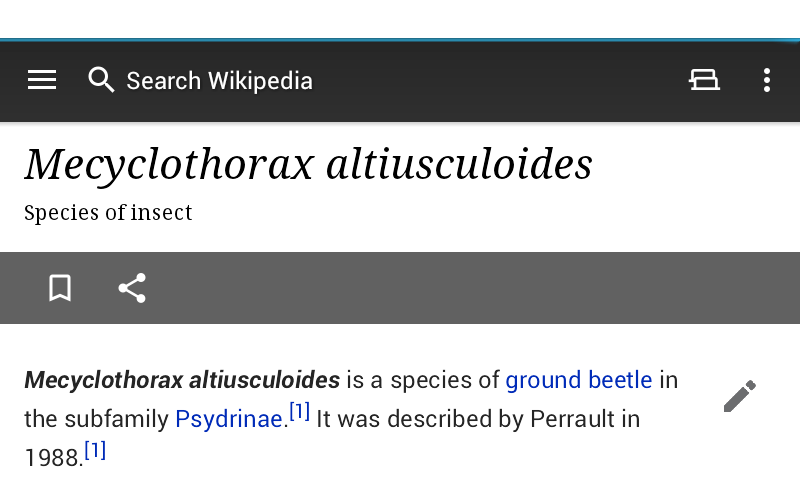 Search Wikipedia
Mecyclothorax altiusculoides
Species of insect
Mecyclothorax altiusculoides is a species of ground beetle in
the subfamily Psydrinae.[1] It was described by Perrault in
1988.[1]